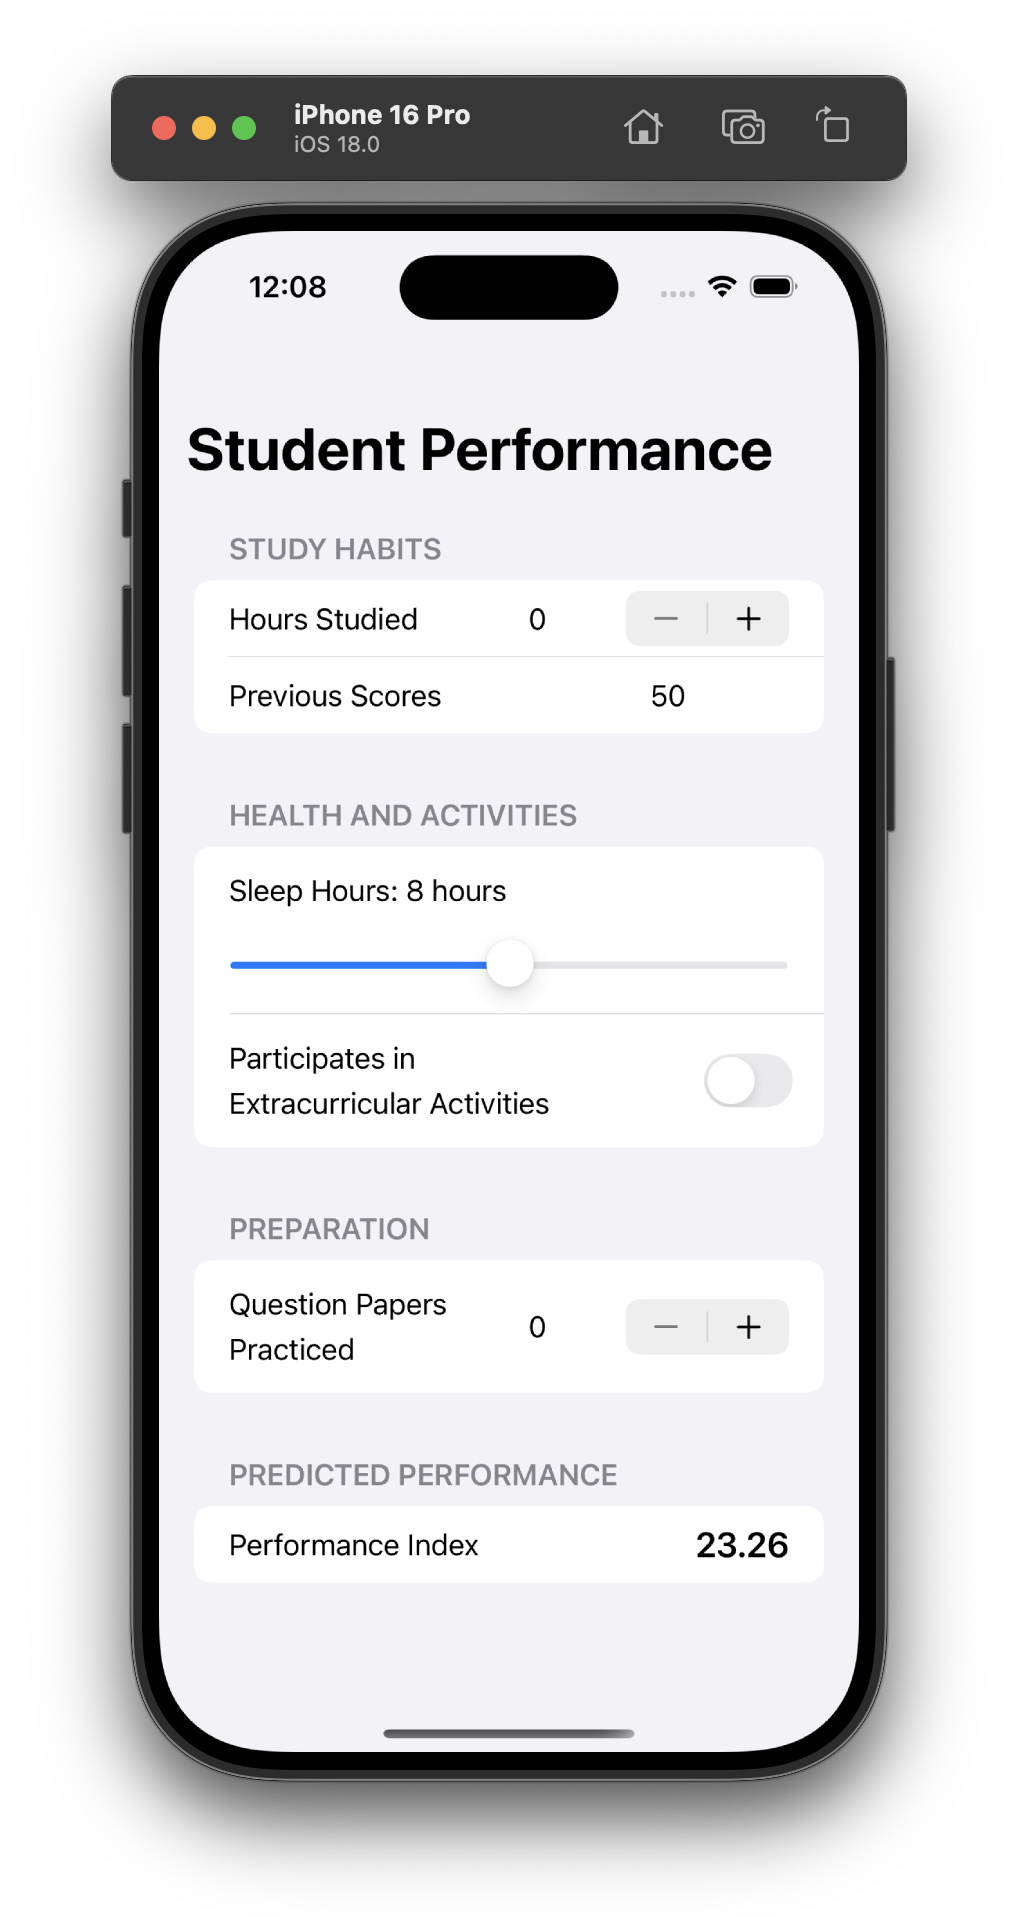 iPhone 16 Pro
iOS 18.0
12:08
Student Performance
STUDY HABITS
Hours Studied 0 − +
Previous Scores 50
HEALTH AND ACTIVITIES
Sleep Hours: 8 hours
Participates in
Extracurricular Activities
PREPARATION
Question Papers
Practiced
0 − +
PREDICTED PERFORMANCE
Performance Index 23.26